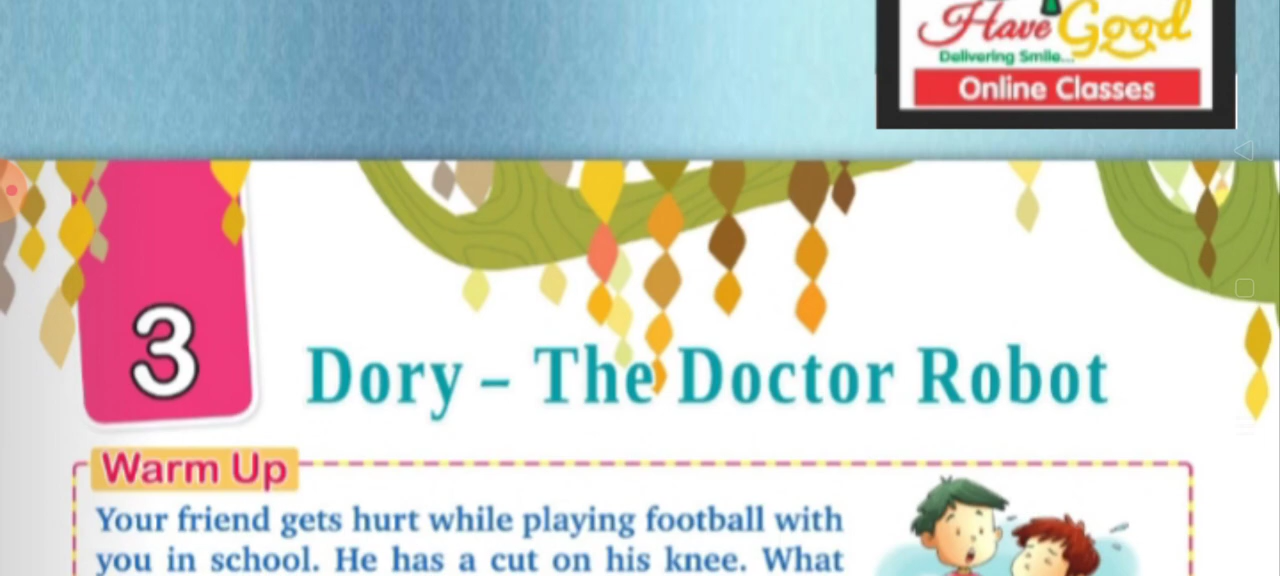 Have Good
Delivering Smile...
Online Classes
3
Dory – The Doctor Robot
Warm Up
Your friend gets hurt while playing football with
you in school. He has a cut on his knee. What